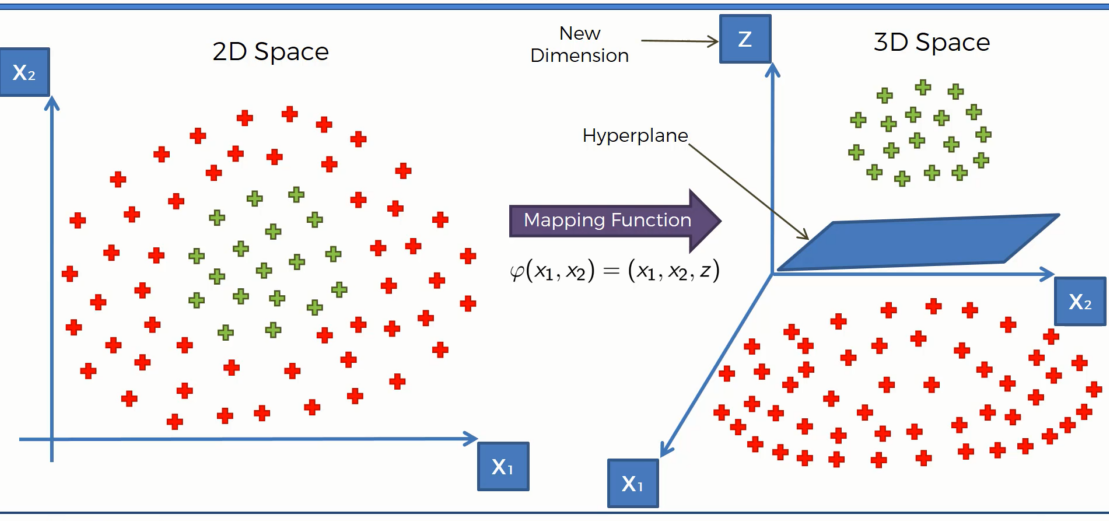 2D Space
X₂
X₁
New
Dimension
Z
3D Space
Hyperplane
Mapping Function
φ(x₁, x₂) = (x₁, x₂, z)
X₂
X₁